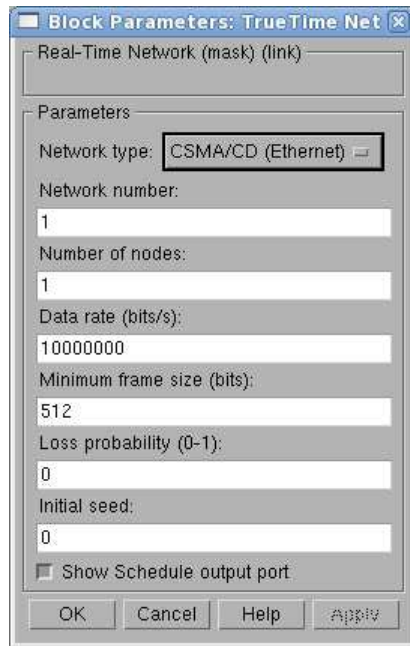 Block Parameters: TrueTime Net
Real-Time Network (mask) (link)
Parameters
Network type: CSMA/CD (Ethernet)
Network number:
1
Number of nodes:
1
Data rate (bits/s):
10000000
Minimum frame size (bits):
512
Loss probability (0-1):
0
Initial seed:
0
Show Schedule output port
OK Cancel Help Apply